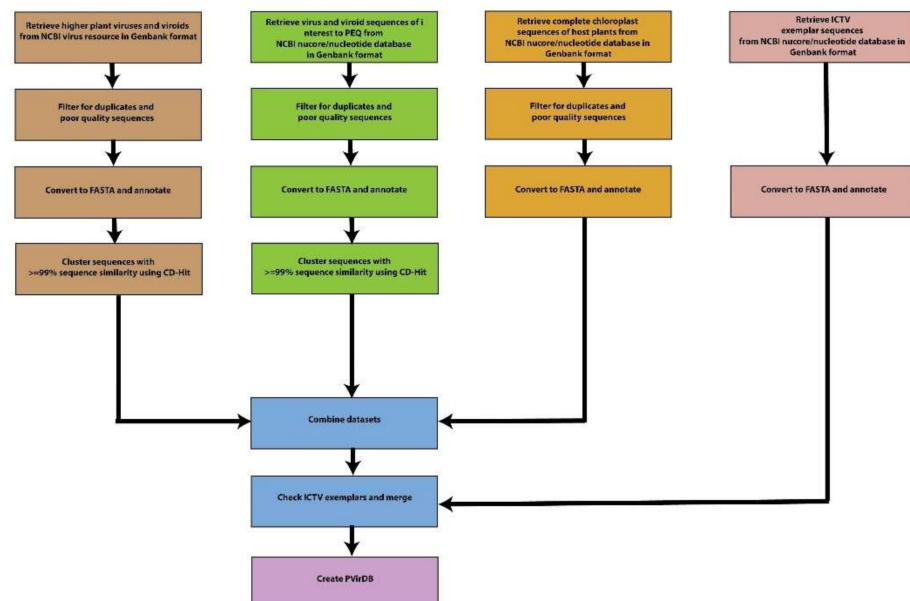 Retrieve higher plant viruses and viroids
from NCBI virus resource in Genbank format
Filter for duplicates and
poor quality sequences
Convert to FASTA and annotate
Cluster sequences with
>=99% sequence similarity using CD-Hit
Retrieve virus and viroid sequences of i
nterest to PEQ from
NCBI nucore/nucleotide database
in Genbank format
Filter for duplicates and
poor quality sequences
Convert to FASTA and annotate
Cluster sequences with
>=99% sequence similarity using CD-Hit
Retrieve complete chloroplast
sequences of host plants from
NCBI nucore/nucleotide database in
Genbank format
Filter for duplicates and
poor quality sequences
Convert to FASTA and annotate
Retrieve ICTV
exemplar sequences
from NCBI nucore/nucleotide database in
Genbank format
Convert to FASTA and annotate
Combine datasets
Check ICTV exemplars and merge
Create PVirDB